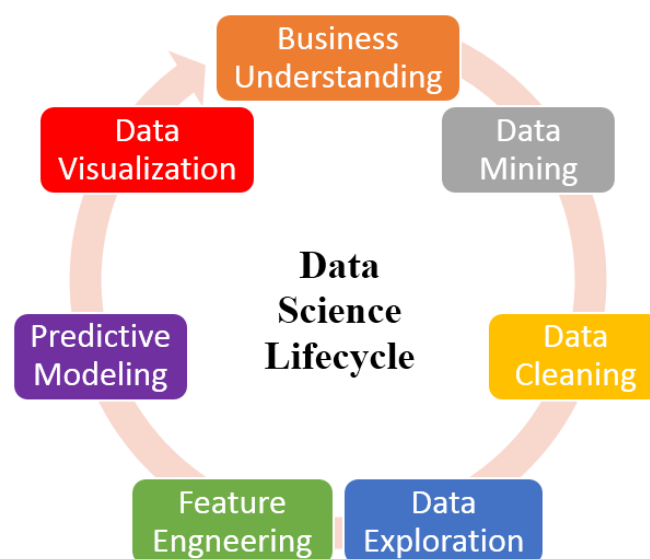 Business
Understanding
Data
Mining
Data
Cleaning
Data
Exploration
Feature
Engneering
Predictive
Modeling
Data
Visualization
Data
Science
Lifecycle